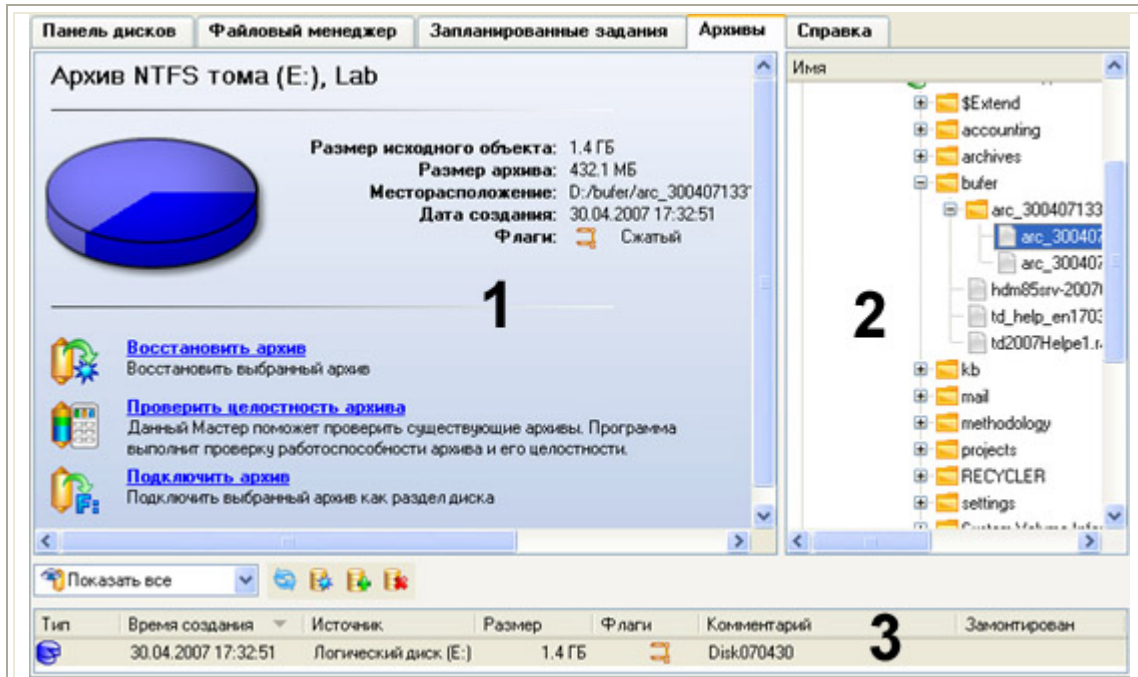 Панель дисков Файловый менеджер Запланированные задания Архивы Справка
Архив NTFS тома (E:), Lab
Размер исходного объекта: 1.4 ГБ
Размер архива: 432.1 МБ
Месторасположение: D:/bufer/arc_300407133
Дата создания: 30.04.2007 17:32:51
Флаги: Сжатый
1
Восстановить архив
Восстановить выбранный архив
Проверить целостность архива
Данный Мастер поможет проверить существующие архивы. Программа
выполнит проверку работоспособности архива и его целостности.
Подключить архив
F:
Подключить выбранный архив как раздел диска
Имя
$Extend
accounting
archives
bufer
arc_300407133
arc_300407
arc_300407
hdm85srv-2007
td_help_en1703
td2007Helpe1.r
kb
mail
methodology
projects
RECYCLER
settings
System Volume Infor
2
Показать все
Тип Время создания Источник Размер Флаги Комментарий Замонтирован
30.04.2007 17:32:51 Логический диск (E:) 1.4 ГБ Disk070430
3